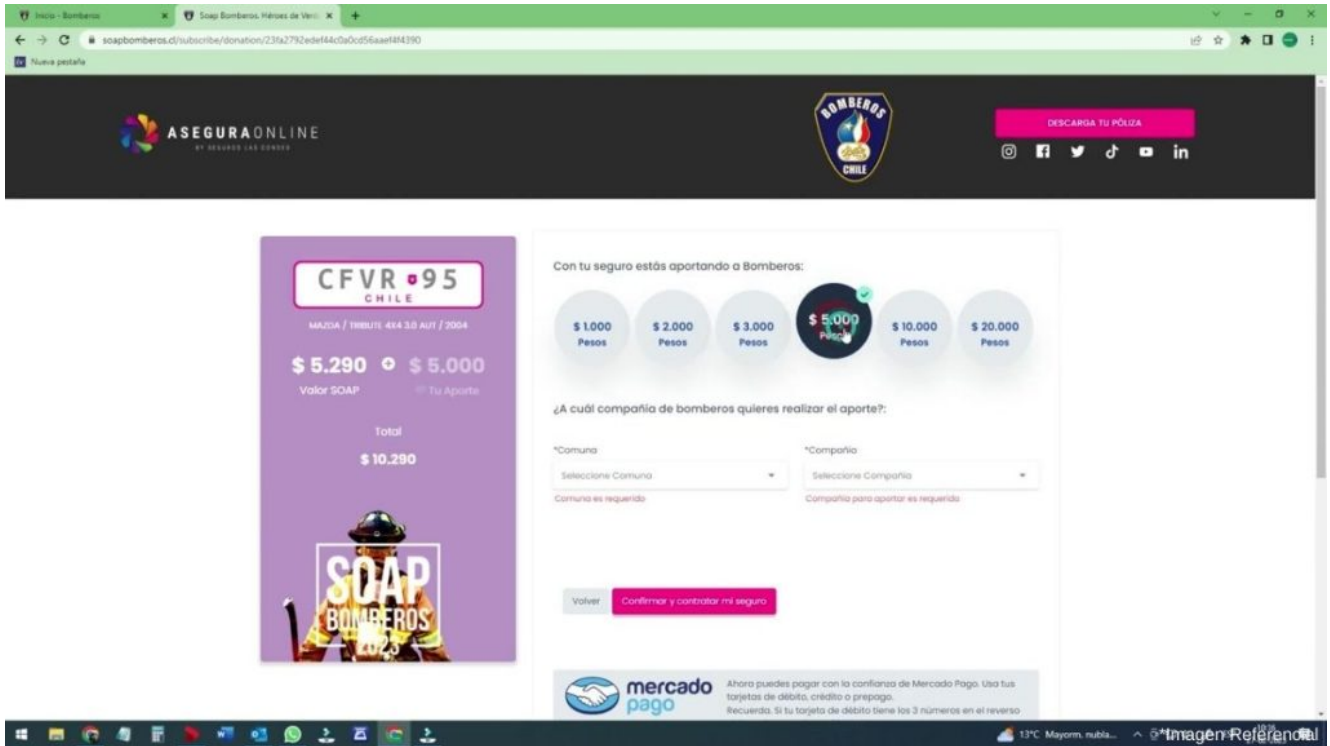 Inicio - Bomberos
Soap Bomberos. Héroes de Verd
soapbomberos.cl/subscribe/donation/23fa2792edef44c0a0cd56aaef4f4390
Nueva pestaña
ASEGURAONLINE
BY SEGUROS LAS CONDES
BOMBEROS
CHILE
DESCARGA TU PÓLIZA
CFVR 95
CHILE
MAZDA / TRIBUTE 4X4 3.0 AUT / 2004
$ 5.290 + $ 5.000
Valor SOAP Tu Aporte
Total
$ 10.290
SOAP
BOMBEROS
2023
Con tu seguro estás aportando a Bomberos:
$ 1.000 $ 2.000 $ 3.000 $ 5.000 $ 10.000 $ 20.000
Pesos Pesos Pesos Pesos Pesos Pesos
¿A cuál compañía de bomberos quieres realizar el aporte?:
*Comuna *Compañía
Seleccione Comuna Seleccione Compañía
Comuna es requerido Compañía para aportar es requerido
Volver Confirmar y contratar mi seguro
mercado
pago
Ahora puedes pagar con la confianza de Mercado Pago. Usa tus
tarjetas de débito, crédito o prepago.
Recuerda. Si tu tarjeta de débito tiene los 3 números en el reverso
13°C Mayorm. nubla...
*Imagen Referencial